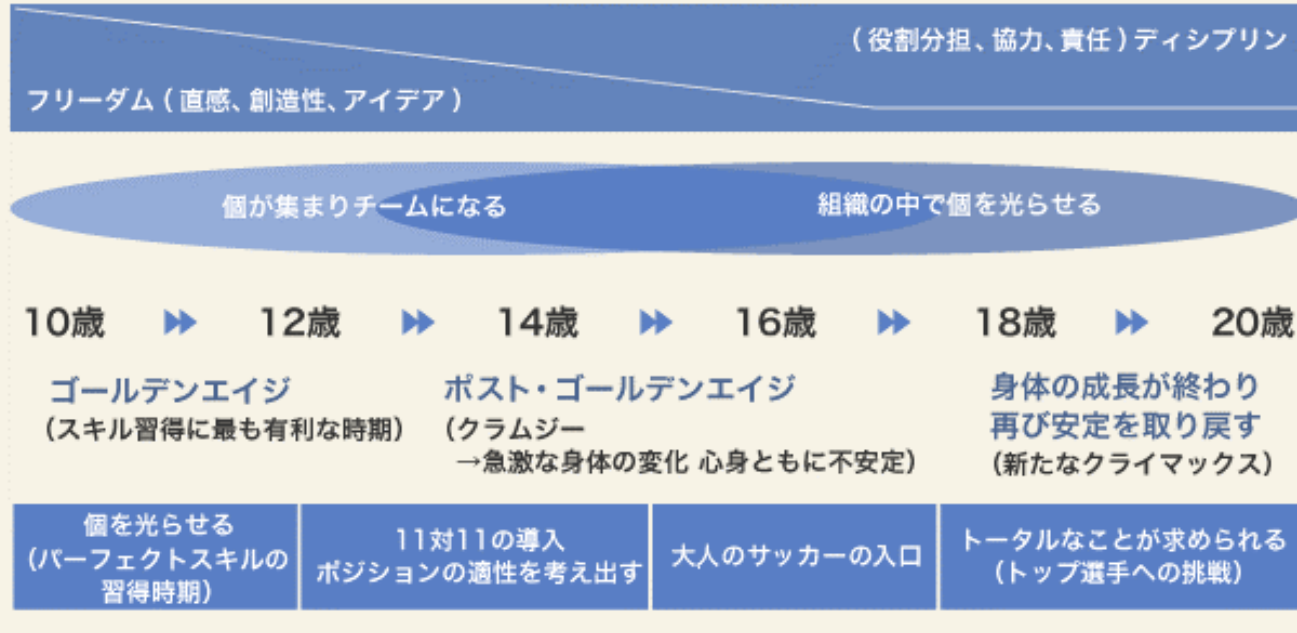 （役割分担、協力、責任）ディシプリン
フリーダム（直感、創造性、アイデア）
個が集まりチームになる
組織の中で個を光らせる
10歳
12歳
14歳
16歳
18歳
20歳
ゴールデンエイジ
（スキル習得に最も有利な時期）
ポスト・ゴールデンエイジ
（クラムジー
→急激な身体の変化 心身ともに不安定）
身体の成長が終わり
再び安定を取り戻す
（新たなクライマックス）
個を光らせる
（パーフェクトスキルの
習得時期）
11対11の導入
ポジションの適性を考え出す
大人のサッカーの入口
トータルなことが求められる
（トップ選手への挑戦）